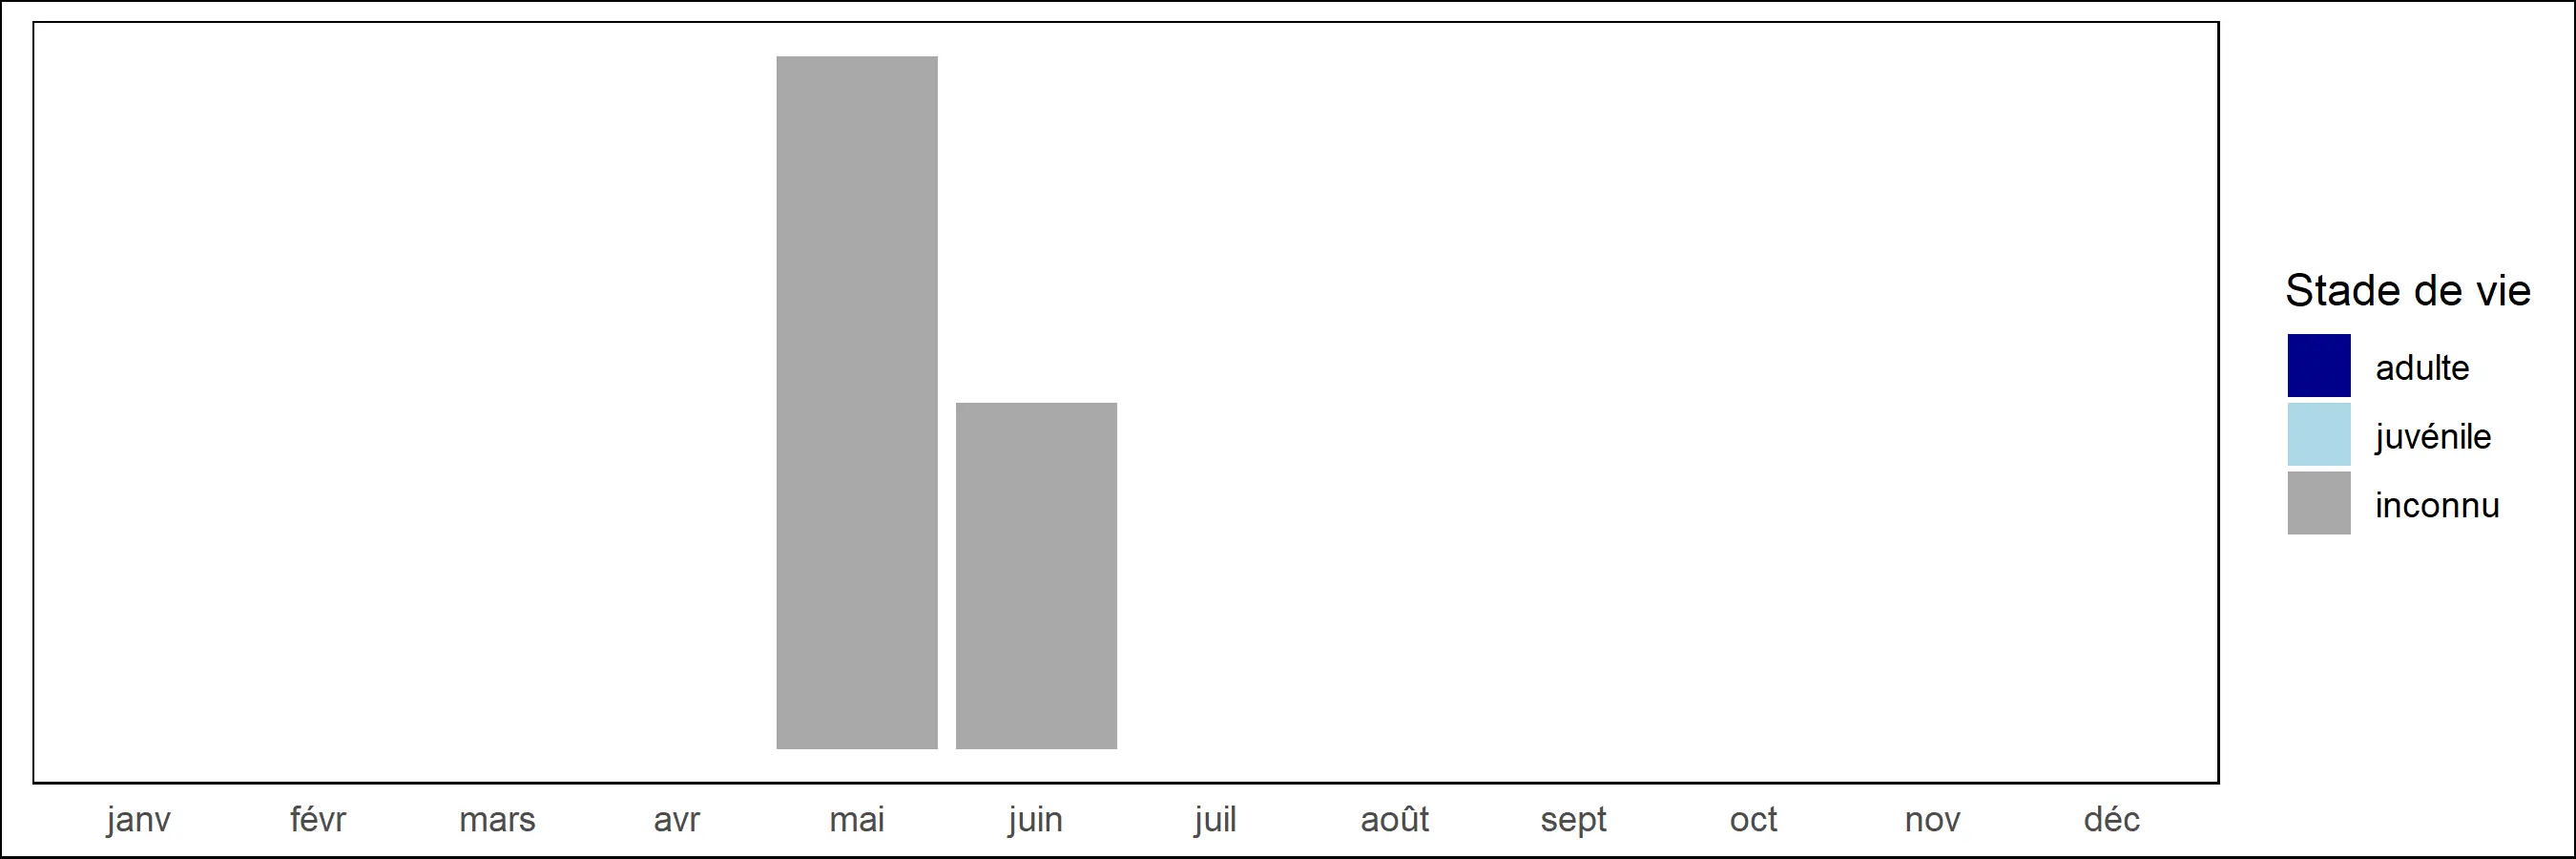 Stade de vie
adulte
juvénile
inconnu
janv févr mars avr mai juin juil août sept oct nov déc